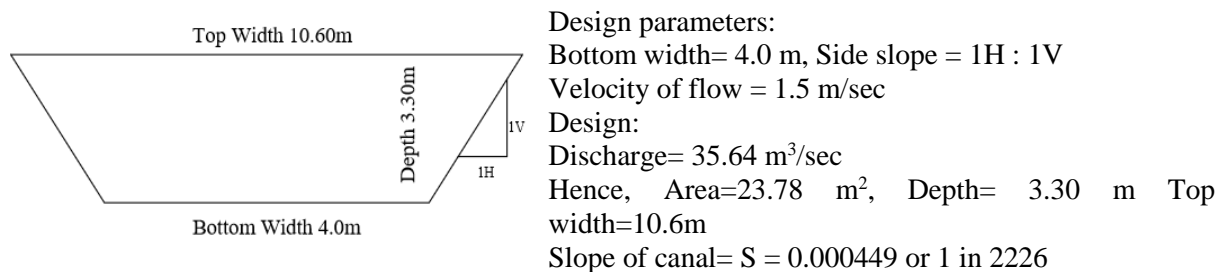 Top Width 10.60m
Depth 3.30m
1V
1H
Bottom Width 4.0m
Design parameters:
Bottom width= 4.0 m, Side slope = 1H : 1V
Velocity of flow = 1.5 m/sec
Design:
Discharge= 35.64 m³/sec
Hence, Area=23.78 m², Depth= 3.30 m Top
width=10.6m
Slope of canal= S = 0.000449 or 1 in 2226